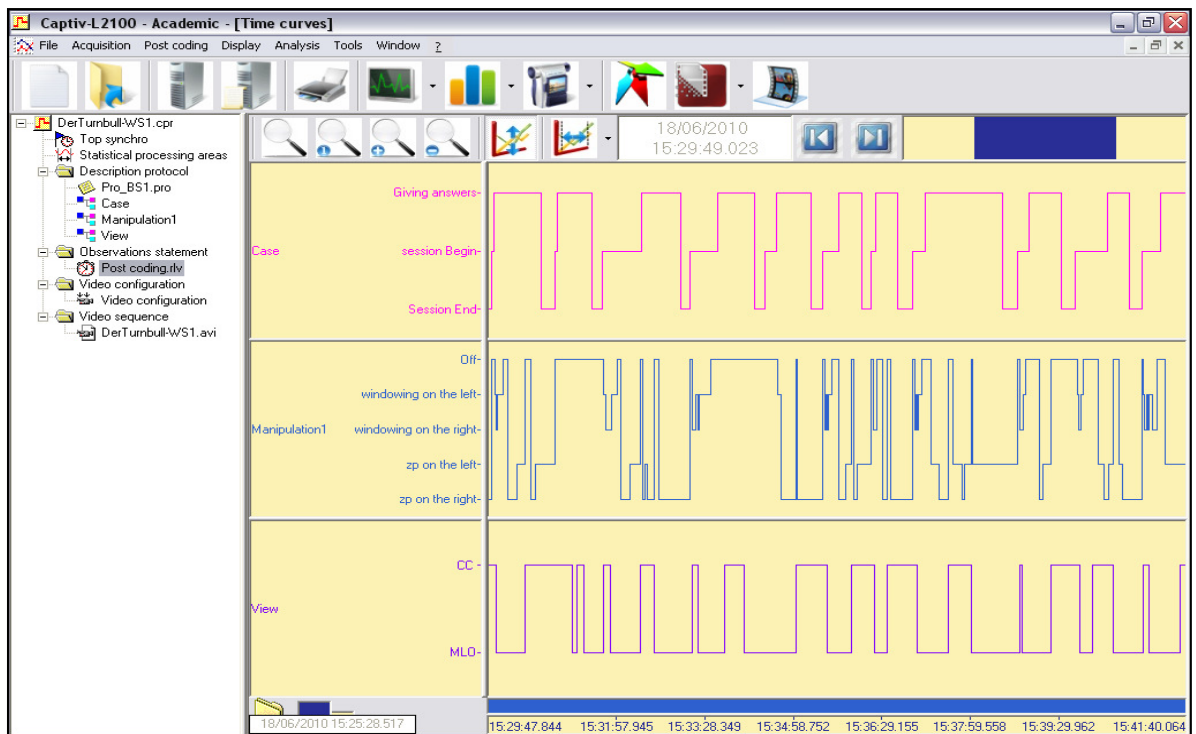 Captiv-L2100 - Academic - [Time curves]
File Acquisition Post coding Display Analysis Tools Window ?
DerTurnbull-WS1.cpr
Top synchro
Statistical processing areas
Description protocol
Pro_BS1.pro
Case
Manipulation1
View
Observations statement
Post coding.rlv
Video configuration
Video configuration
Video sequence
DerTurnbull-WS1.avi
18/06/2010
15:29:49.023
Case
Giving answers-
session Begin-
Session End-
Manipulation1
Off-
windowing on the left-
windowing on the right-
zp on the left-
zp on the right-
View
CC -
MLO-
18/06/2010 15:25:28.517
15:29:47.844 15:31:57.945 15:33:28.349 15:34:58.752 15:36:29.155 15:37:59.558 15:39:29.962 15:41:40.064